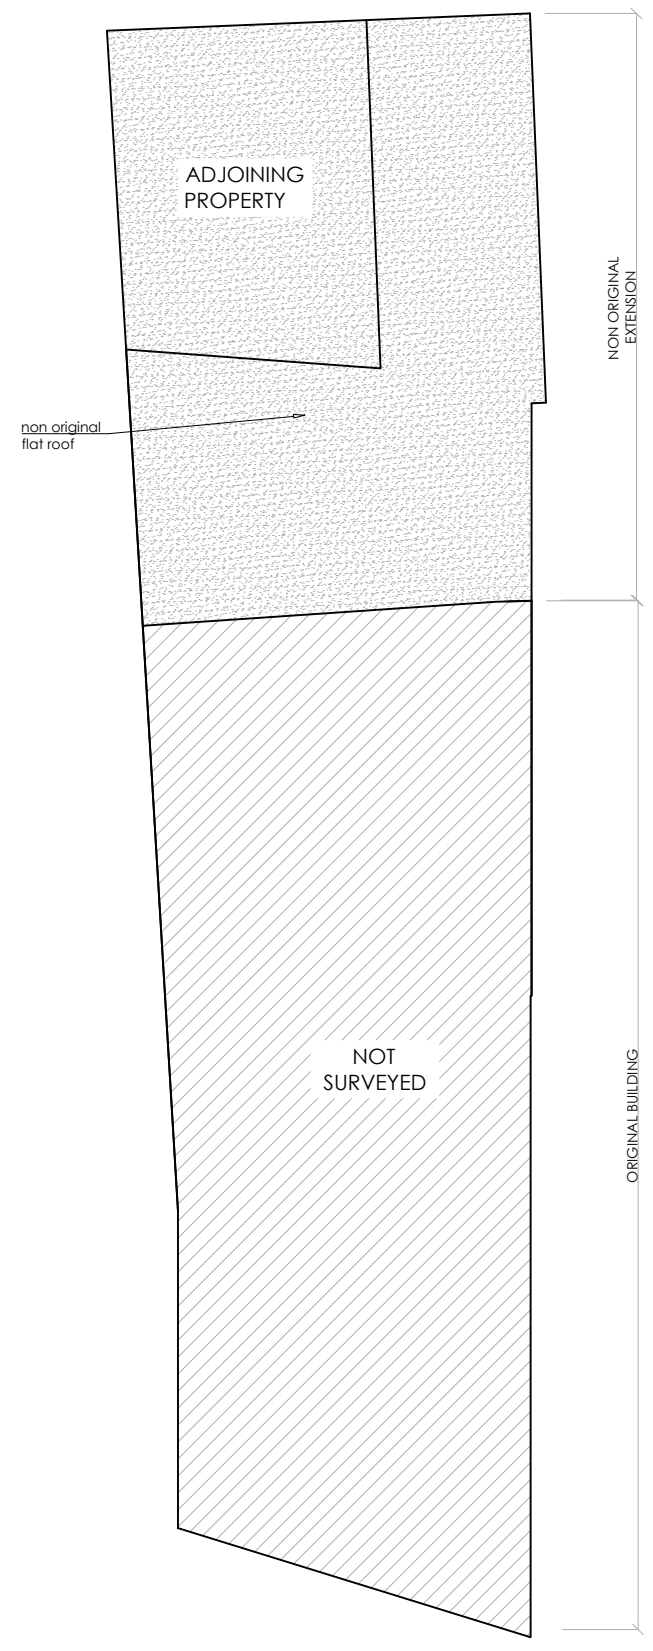 ADJOINING
PROPERTY
NON ORIGINAL
EXTENSION
non original
flat roof
NOT
SURVEYED
ORIGINAL BUILDING